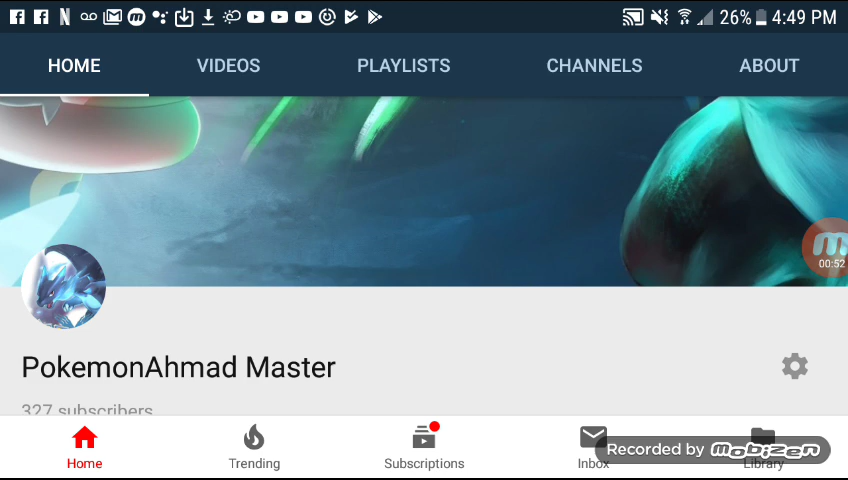 26% 4:49 PM
HOME VIDEOS PLAYLISTS CHANNELS ABOUT
00:52
PokemonAhmad Master
327 subscribers
Home Trending Subscriptions Inbox Library
Recorded by mobizen